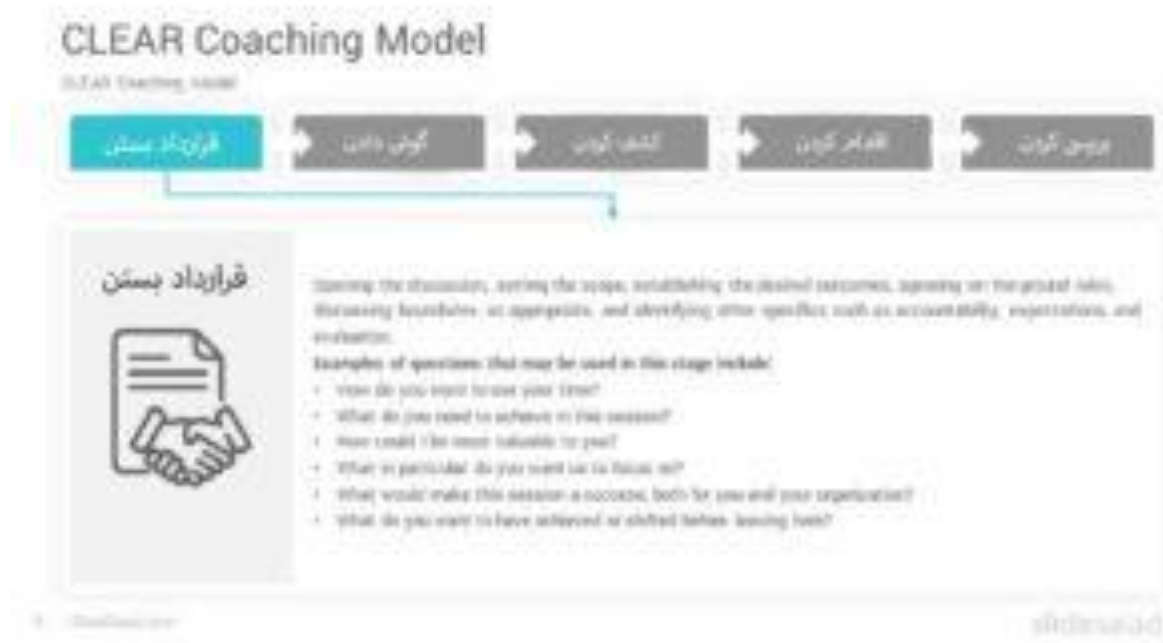 CLEAR Coaching Model
CLEAR Coaching Model
قرارداد بستن
گوش دادن
کشف کردن
اقدام کردن
بررسی کردن
قرارداد بستن
Opening the discussion, setting the scope, establishing the desired outcomes, agreeing on the ground rules,
discussing boundaries as appropriate, and identifying other specifics such as accountability, expectations, and
evaluation.
Examples of questions that may be used in this stage include:
• How do you want to use your time?
• What do you need to achieve in this session?
• How could I be most valuable to you?
• What in particular do you want us to focus on?
• What would make this session a success, both for you and your organization?
• What do you want to have achieved or shifted before leaving here?
slidesalad